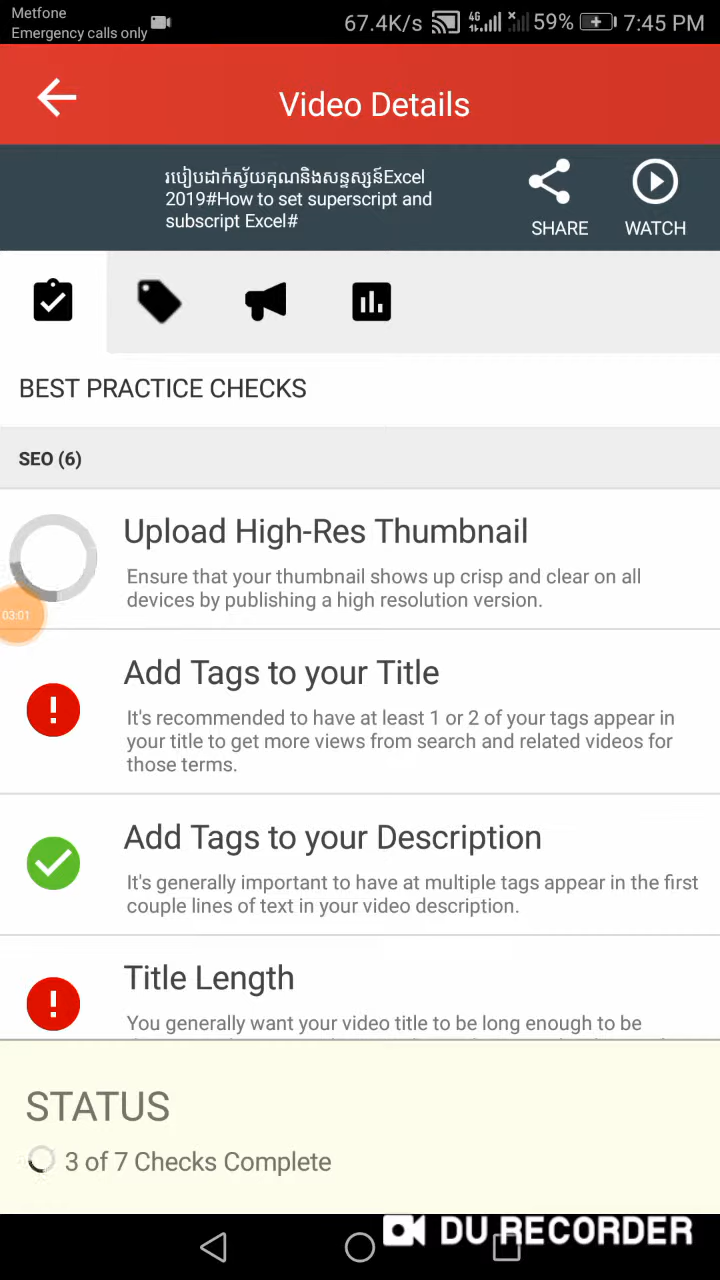 Metfone
Emergency calls only
67.4K/s 4G 59% 7:45 PM
Video Details
របៀបដាក់ស្វ័យគុណនិងសន្ទស្សន៍Excel
2019#How to set superscript and
subscript Excel#
SHARE
WATCH
BEST PRACTICE CHECKS
SEO (6)
Upload High-Res Thumbnail
Ensure that your thumbnail shows up crisp and clear on all
devices by publishing a high resolution version.
03:01
Add Tags to your Title
It's recommended to have at least 1 or 2 of your tags appear in
your title to get more views from search and related videos for
those terms.
Add Tags to your Description
It's generally important to have at multiple tags appear in the first
couple lines of text in your video description.
Title Length
You generally want your video title to be long enough to be
STATUS
3 of 7 Checks Complete
DU RECORDER